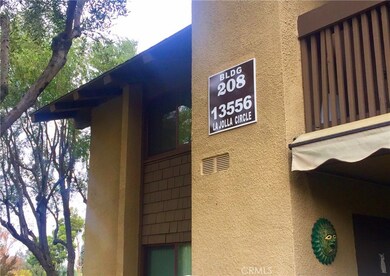 BLDG
208
13556
LA JOLLA CIRCLE
CRMLS